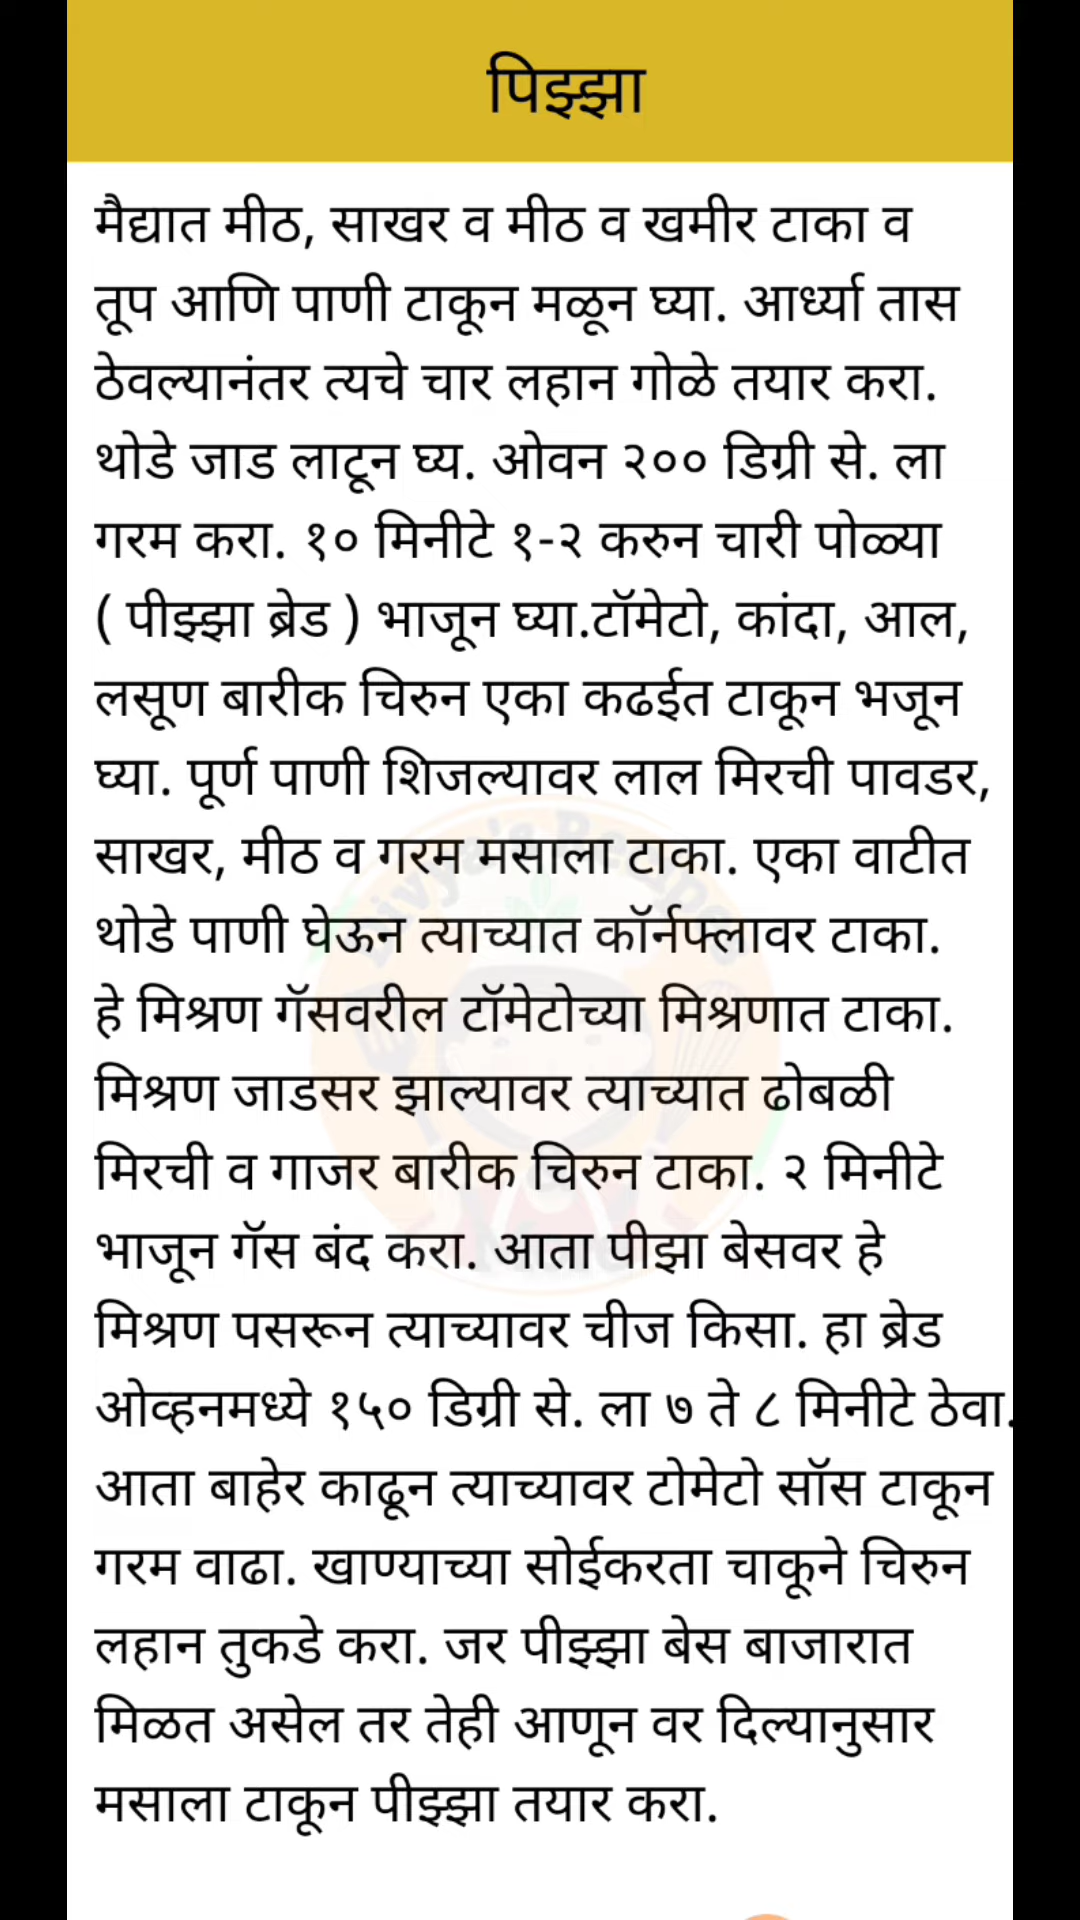 पिझ्झा
मैद्यात मीठ, साखर व मीठ व खमीर टाका व
तूप आणि पाणी टाकून मळून घ्या. आर्ध्या तास
ठेवल्यानंतर त्यचे चार लहान गोळे तयार करा.
थोडे जाड लाटून घ्य. ओवन २०० डिग्री से. ला
गरम करा. १० मिनीटे १-२ करुन चारी पोळ्या
( पीझ्झा ब्रेड ) भाजून घ्या.टॉमेटो, कांदा, आल,
लसूण बारीक चिरुन एका कढईत टाकून भजून
घ्या. पूर्ण पाणी शिजल्यावर लाल मिरची पावडर,
साखर, मीठ व गरम मसाला टाका. एका वाटीत
थोडे पाणी घेऊन त्याच्यात कॉर्नफ्लावर टाका.
हे मिश्रण गॅसवरील टॉमेटोच्या मिश्रणात टाका.
मिश्रण जाडसर झाल्यावर त्याच्यात ढोबळी
मिरची व गाजर बारीक चिरुन टाका. २ मिनीटे
भाजून गॅस बंद करा. आता पीझा बेसवर हे
मिश्रण पसरून त्याच्यावर चीज किसा. हा ब्रेड
ओव्हनमध्ये १५० डिग्री से. ला ७ ते ८ मिनीटे ठेवा.
आता बाहेर काढून त्याच्यावर टोमेटो सॉस टाकून
गरम वाढा. खाण्याच्या सोईकरता चाकूने चिरुन
लहान तुकडे करा. जर पीझ्झा बेस बाजारात
मिळत असेल तर तेही आणून वर दिल्यानुसार
मसाला टाकून पीझ्झा तयार करा.